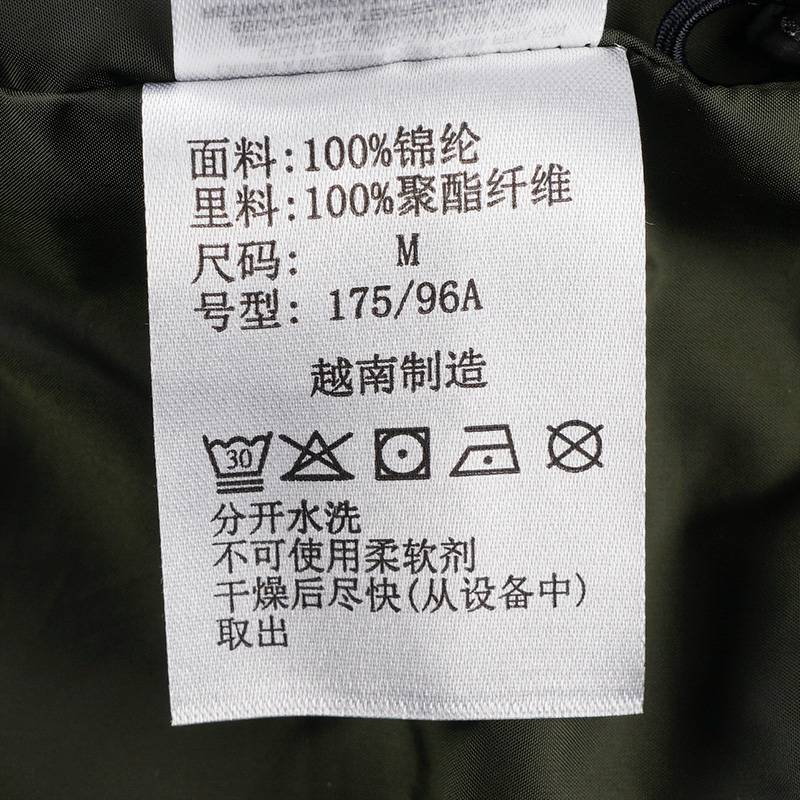 面料:100%锦纶
里料:100%聚酯纤维
尺码: M
号型: 175/96A
越南制造
30
分开水洗
不可使用柔软剂
干燥后尽快(从设备中)
取出